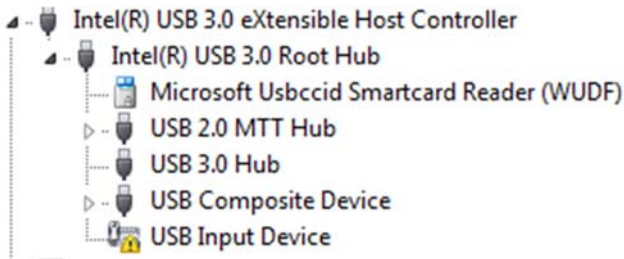 Intel(R) USB 3.0 eXtensible Host Controller
Intel(R) USB 3.0 Root Hub
Microsoft Usbccid Smartcard Reader (WUDF)
USB 2.0 MTT Hub
USB 3.0 Hub
USB Composite Device
USB Input Device